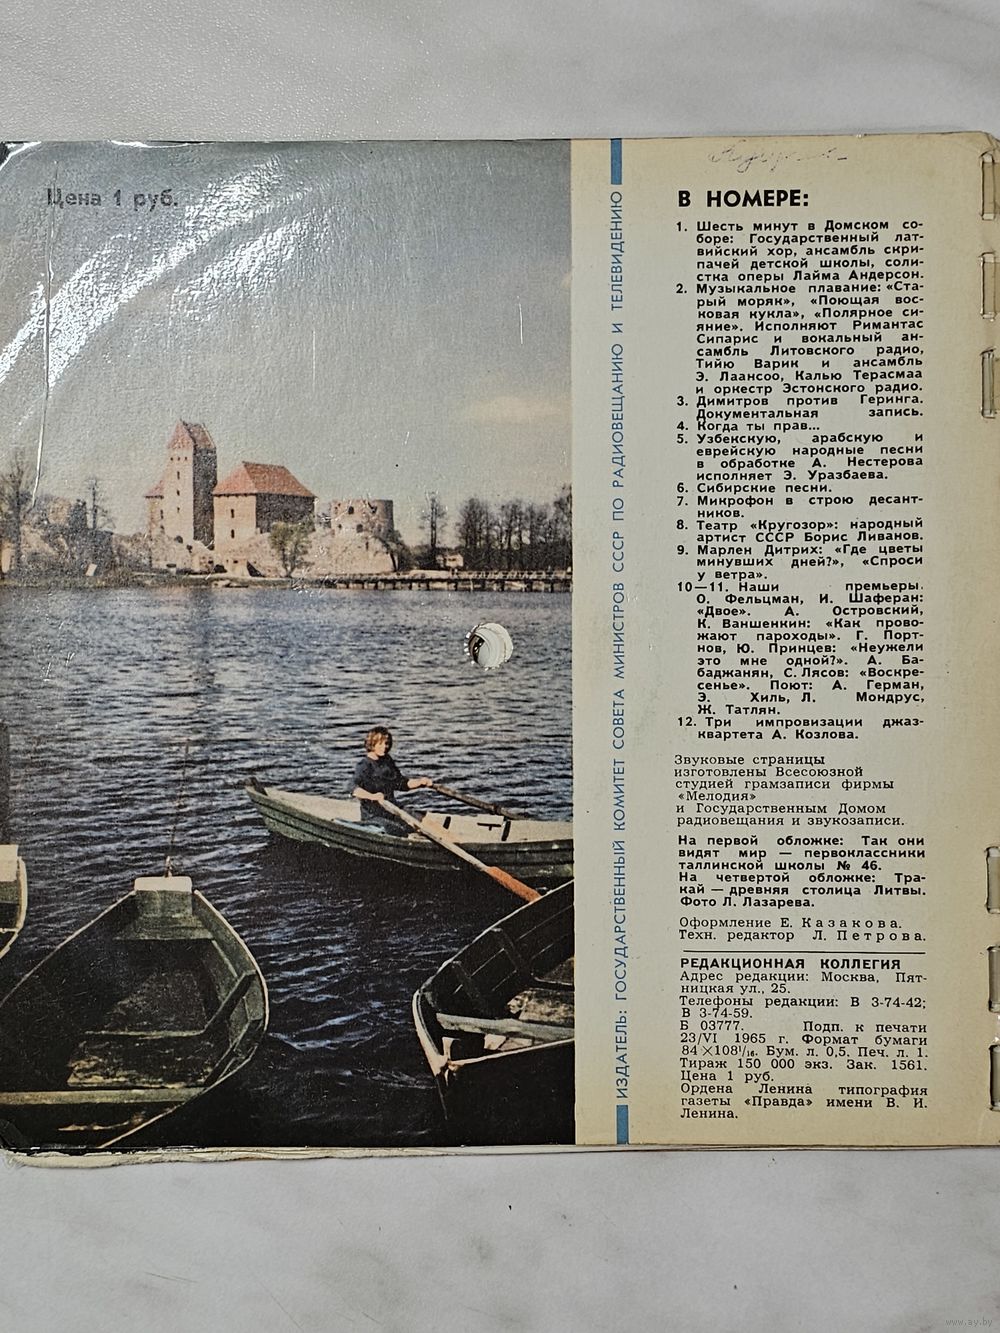 Цена 1 руб.
ИЗДАТЕЛЬ: ГОСУДАРСТВЕННЫЙ КОМИТЕТ СОВЕТА МИНИСТРОВ СССР ПО РАДИОВЕЩАНИЮ И ТЕЛЕВИДЕНИЮ
В НОМЕРЕ:
1. Шесть минут в Домском со-
боре: Государственный лат-
вийский хор, ансамбль скри-
пачей детской школы, соли-
стка оперы Лайма Андерсон.
2. Музыкальное плавание: «Ста-
рый моряк», «Поющая вос-
ковая кукла», «Полярное си-
яние». Исполняют Римантас
Сипарис и вокальный ан-
самбль Литовского радио,
Тийю Варик и ансамбль
Э. Лаансоо, Калью Терасмаа
и оркестр Эстонского радио.
3. Димитров против Геринга.
Документальная запись.
4. Когда ты прав...
5. Узбекскую, арабскую и
еврейскую народные песни
в обработке А. Нестерова
исполняет Э. Уразбаева.
6. Сибирские песни.
7. Микрофон в строю десант-
ников.
8. Театр «Кругозор»: народный
артист СССР Борис Ливанов.
9. Марлен Дитрих: «Где цветы
минувших дней?», «Спроси
у ветра».
10—11. Наши премьеры.
О. Фельцман, И. Шаферан:
«Двое». А. Островский,
К. Ваншенкин: «Как прово-
жают пароходы». Г. Порт-
нов, Ю. Принцев: «Неужели
это мне одной?». А. Ба-
баджанян, С. Лясов: «Воскре-
сенье». Поют: А. Герман,
Э. Хиль, Л. Мондрус,
Ж. Татлян.
12. Три импровизации джаз-
квартета А. Козлова.
Звуковые страницы
изготовлены Всесоюзной
студией грамзаписи фирмы
«Мелодия»
и Государственным Домом
радиовещания и звукозаписи.
На первой обложке: Так они
видят мир — первоклассники
таллинской школы № 46.
На четвертой обложке: Тра-
кай — древняя столица Литвы.
Фото Л. Лазарева.
Оформление Е. Казакова.
Техн. редактор Л. Петрова.
РЕДАКЦИОННАЯ КОЛЛЕГИЯ
Адрес редакции: Москва, Пят-
ницкая ул., 25.
Телефоны редакции: В 3-74-42;
В 3-74-59.
Б 03777. Подп. к печати
23/VI 1965 г. Формат бумаги
84×108¹/₁₆. Бум. л. 0,5. Печ. л. 1.
Тираж 150 000 экз. Зак. 1561.
Цена 1 руб.
Ордена Ленина типография
газеты «Правда» имени В. И.
Ленина.
www.ay.by